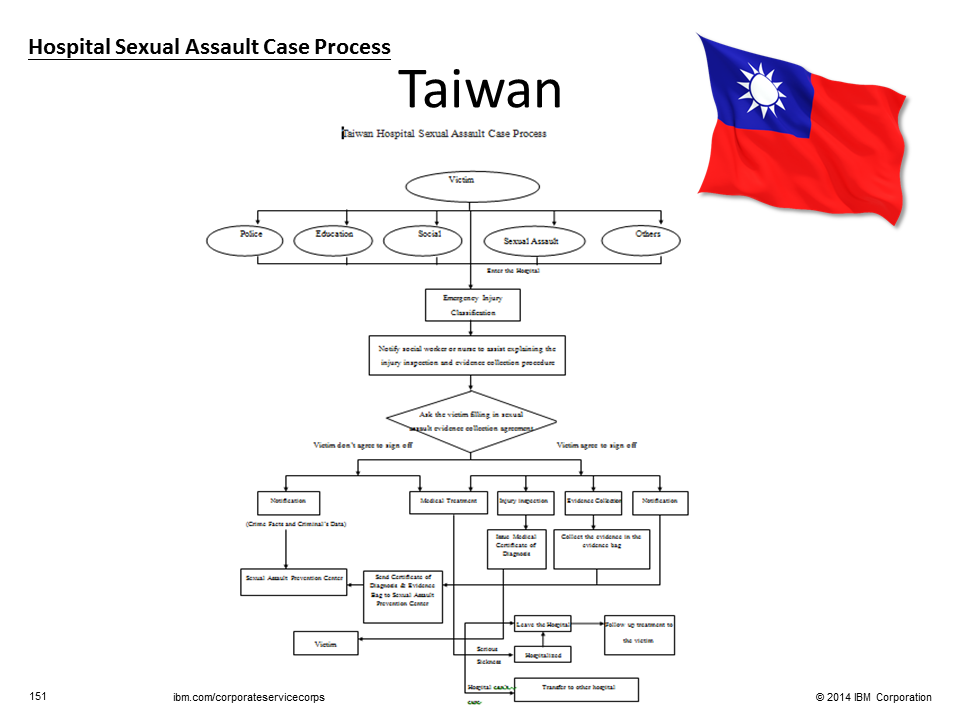 Hospital Sexual Assault Case Process
Taiwan
Taiwan Hospital Sexual Assault Case Process
Victim
Police
Education
Social
Sexual Assault
Others
Enter the Hospital
Emergency Injury
Classification
Notify social worker or nurse to assist explaining the
injury inspection and evidence collection procedure
Ask the victim filling in sexual
assault evidence collection agreement
Victim don't agree to sign off
Victim agree to sign off
Notification
Medical Treatment
Injury inspection
Evidence Collection
Notification
(Crime Facts and Criminal's Data)
Issue Medical
Certificate of
Diagnosis
Collect the evidence in the
evidence bag
Sexual Assault Prevention Center
Send Certificate of
Diagnosis & Evidence
Bag to Sexual Assault
Prevention Center
Victim
Leave the Hospital
Follow up treatment to
the victim
Serious
Sickness
Hospitalized
Hospital can't
care
Transfer to other hospital
151
ibm.com/corporateservicecorps
© 2014 IBM Corporation